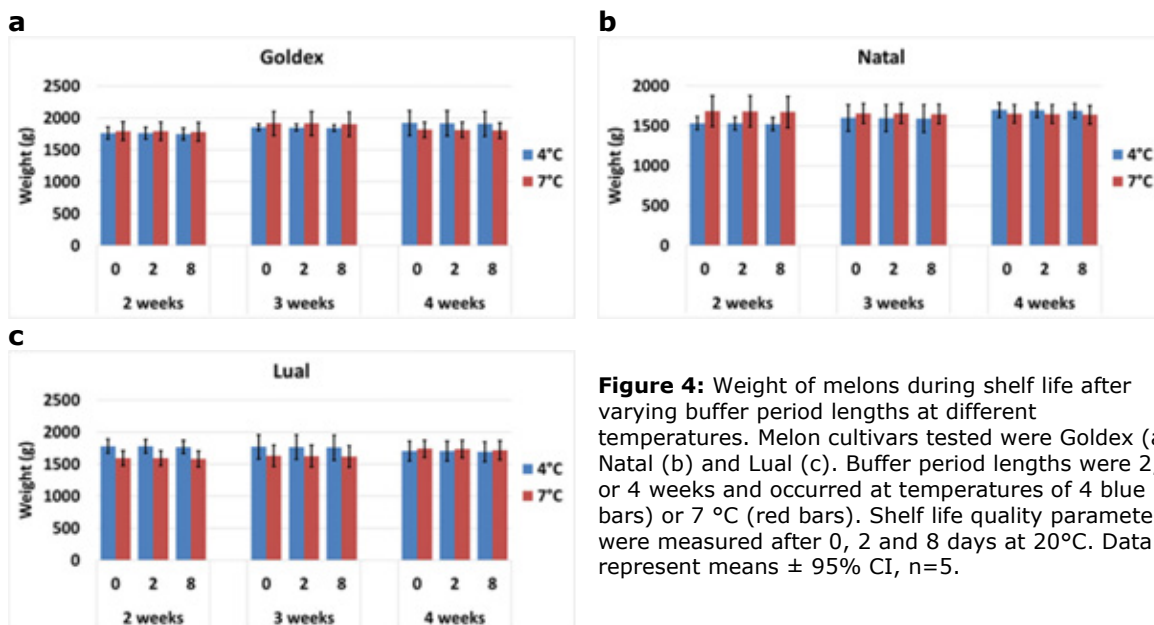 a
Goldex
2500
2000
1500
1000
500
0
Weight (g)
0 2 8 0 2 8 0 2 8
2 weeks 3 weeks 4 weeks
4°C
7°C
b
Natal
2000
1500
1000
500
0
Weight (g)
0 2 8 0 2 8 0 2 8
2 weeks 3 weeks 4 weeks
4°C
7°C
c
Lual
2500
2000
1500
1000
500
0
Weight (g)
0 2 8 0 2 8 0 2 8
2 weeks 3 weeks 4 weeks
4°C
7°C
Figure 4: Weight of melons during shelf life after
varying buffer period lengths at different
temperatures. Melon cultivars tested were Goldex (a
Natal (b) and Lual (c). Buffer period lengths were 2,
or 4 weeks and occurred at temperatures of 4 blue
bars) or 7 °C (red bars). Shelf life quality paramete
were measured after 0, 2 and 8 days at 20°C. Data
represent means ± 95% CI, n=5.